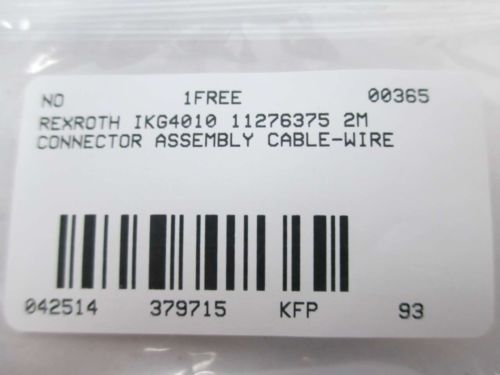 NO 1FREE 00365
REXROTH IKG4010 11276375 2M
CONNECTOR ASSEMBLY CABLE-WIRE
042514 379715 KFP 93